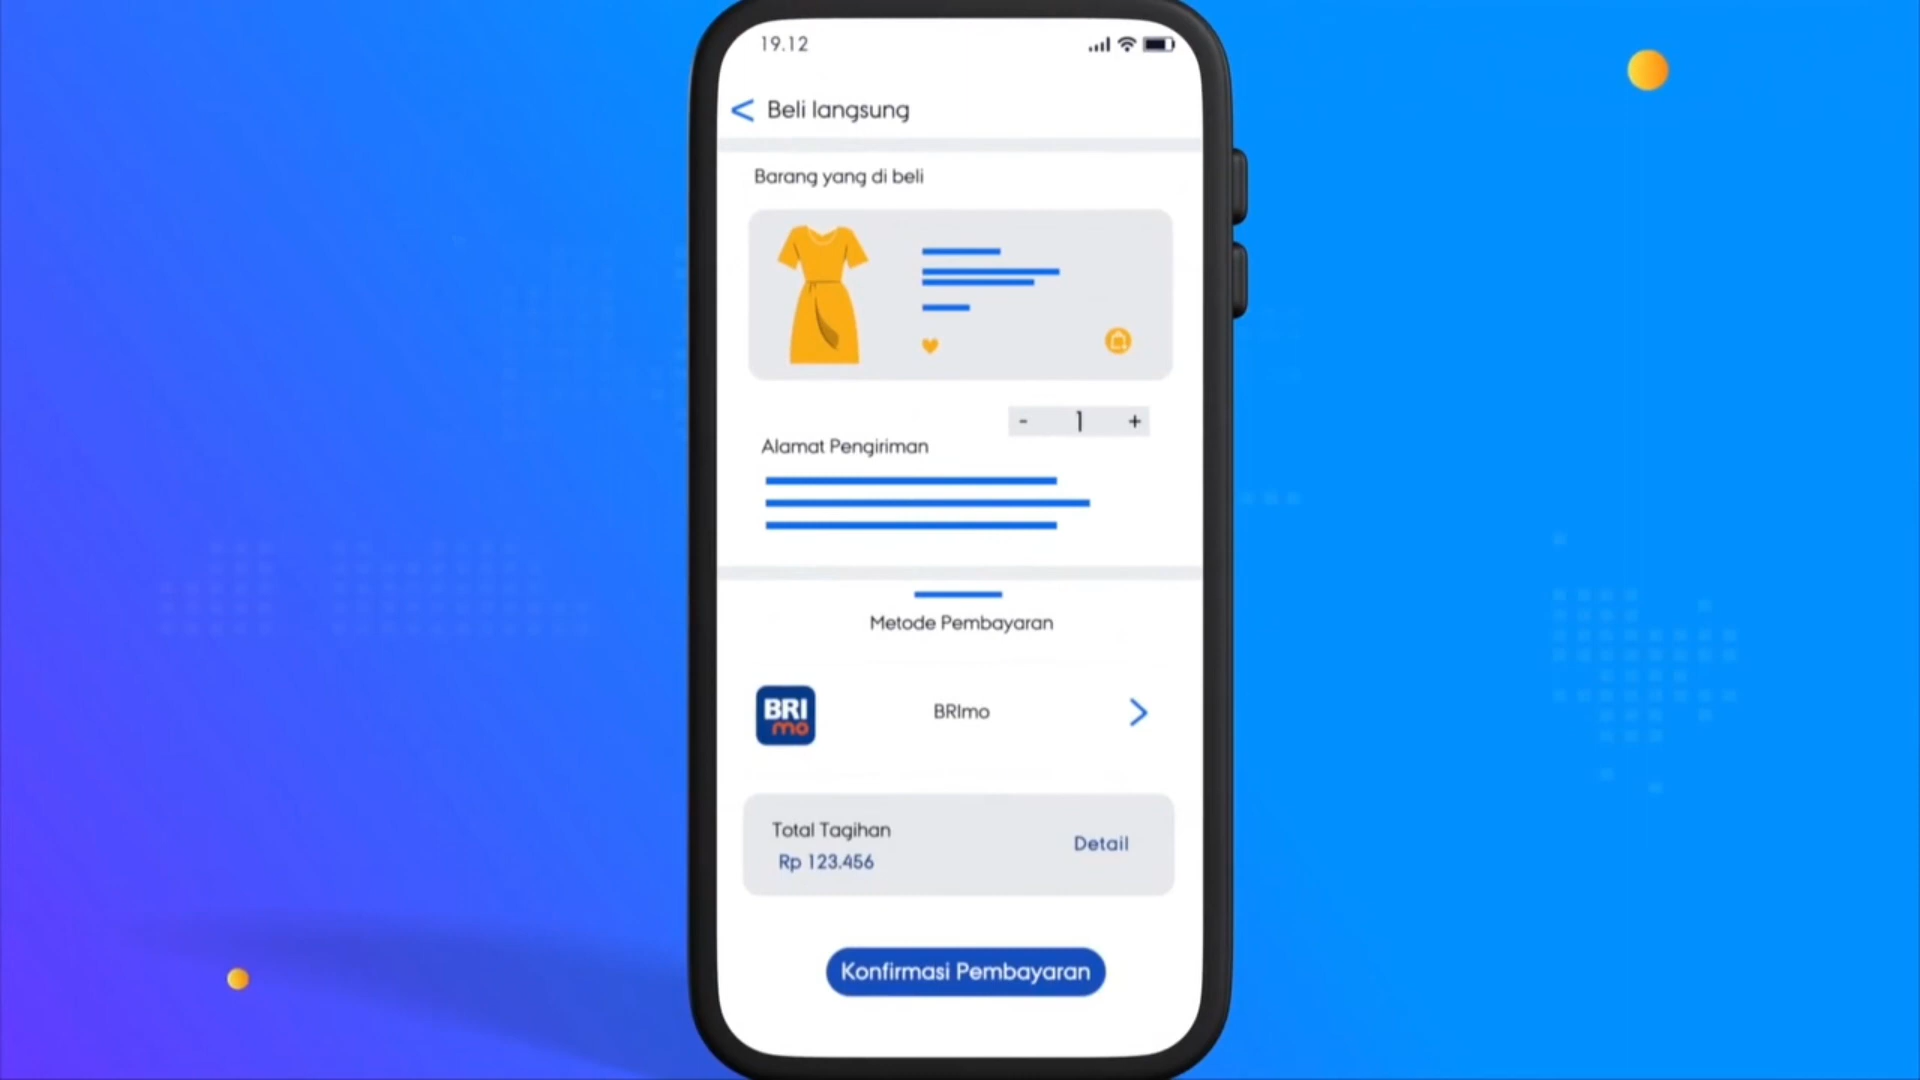 19.12
< Beli langsung
Barang yang di beli
- 1 +
Alamat Pengiriman
Metode Pembayaran
BRI
mo
BRImo
Total Tagihan
Rp 123.456
Detail
Konfirmasi Pembayaran